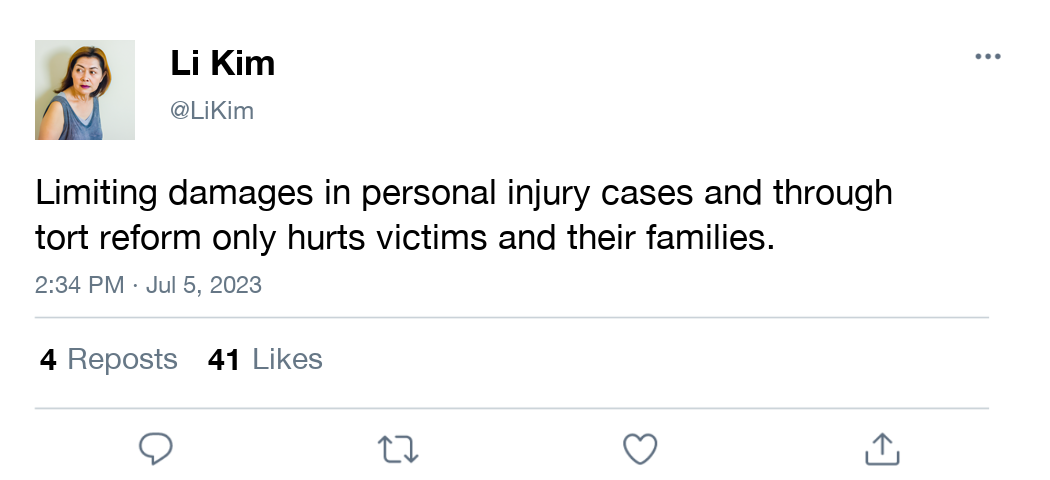 Li Kim
@LiKim
Limiting damages in personal injury cases and through
tort reform only hurts victims and their families.
2:34 PM · Jul 5, 2023
4 Reposts 41 Likes